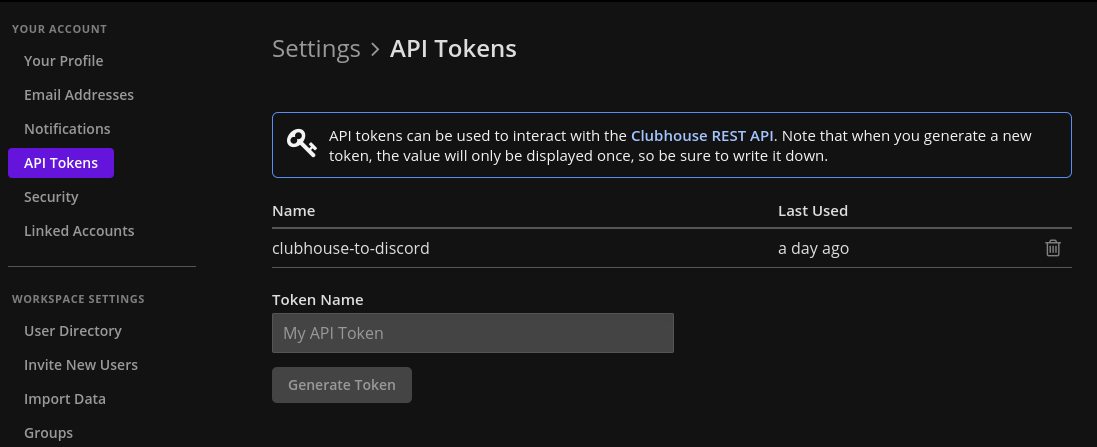 YOUR ACCOUNT
Your Profile
Email Addresses
Notifications
API Tokens
Security
Linked Accounts
WORKSPACE SETTINGS
User Directory
Invite New Users
Import Data
Groups
Settings > API Tokens
API tokens can be used to interact with the Clubhouse REST API. Note that when you generate a new
token, the value will only be displayed once, so be sure to write it down.
Name Last Used
clubhouse-to-discord a day ago
Token Name
My API Token
Generate Token